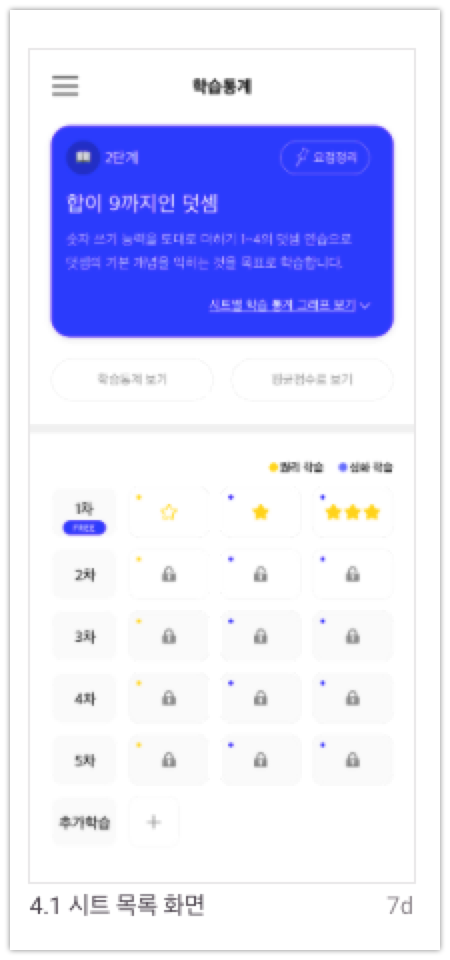 학습통계
2단계
요점정리
합이 9까지인 덧셈
숫자 쓰기 능력을 토대로 더하기 1~4의 덧셈 연습으로
덧셈의 기본 개념을 익히는 것을 목표로 학습합니다.
시트별 학습 통계 그래프 보기
학습통계 보기
평균점수로 보기
원리 학습
심화 학습
1차
FREE
2차
3차
4차
5차
추가학습
4.1 시트 목록 화면
7d